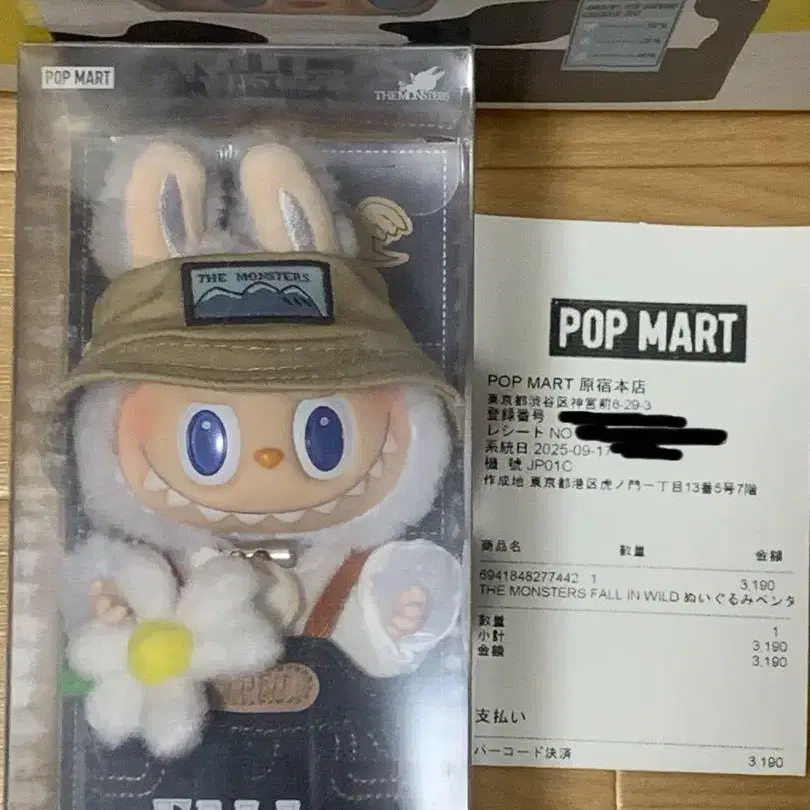 POP MART
THE MONSTERS
THE MONSTERS
POP MART
POP MART 原宿本店
東京都渋谷区神宮前6-29-3
登録番号
レシート NO
系統日 2025-09-17
機 號 JP01C
作成地 東京都港区虎ノ門一丁目13番5号7階
商品名 数量 金額
6941848277442 1 3,190
THE MONSTERS FALL IN WILD ぬいぐるみペンダ
数量 1
小計 3,190
金額 3,190
支払い
バーコード決済 3,190